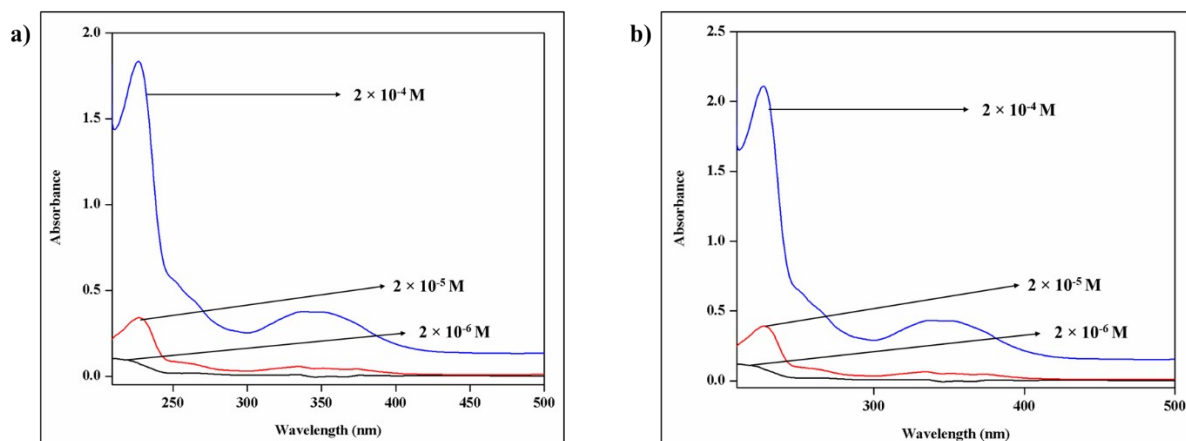 a)
2.0
1.5
1.0
0.5
0.0
Absorbance
2 × 10⁻⁴ M
2 × 10⁻⁵ M
2 × 10⁻⁶ M
250 300 350 400 450 500
Wavelength (nm)
b)
2.5
2.0
1.5
1.0
0.5
0.0
Absorbance
2 × 10⁻⁴ M
2 × 10⁻⁵ M
2 × 10⁻⁶ M
300 400 500
Wavelength (nm)